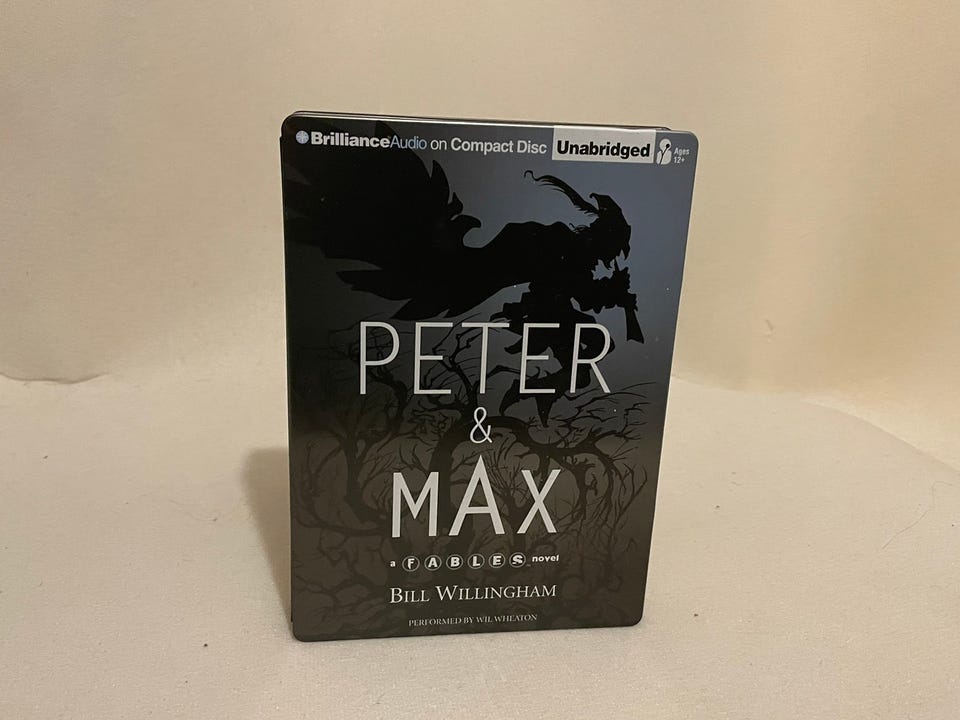 BrillianceAudio on Compact Disc Unabridged Ages 12+
PETER
&
MAX
a FABLES novel
BILL WILLINGHAM
PERFORMED BY WIL WHEATON